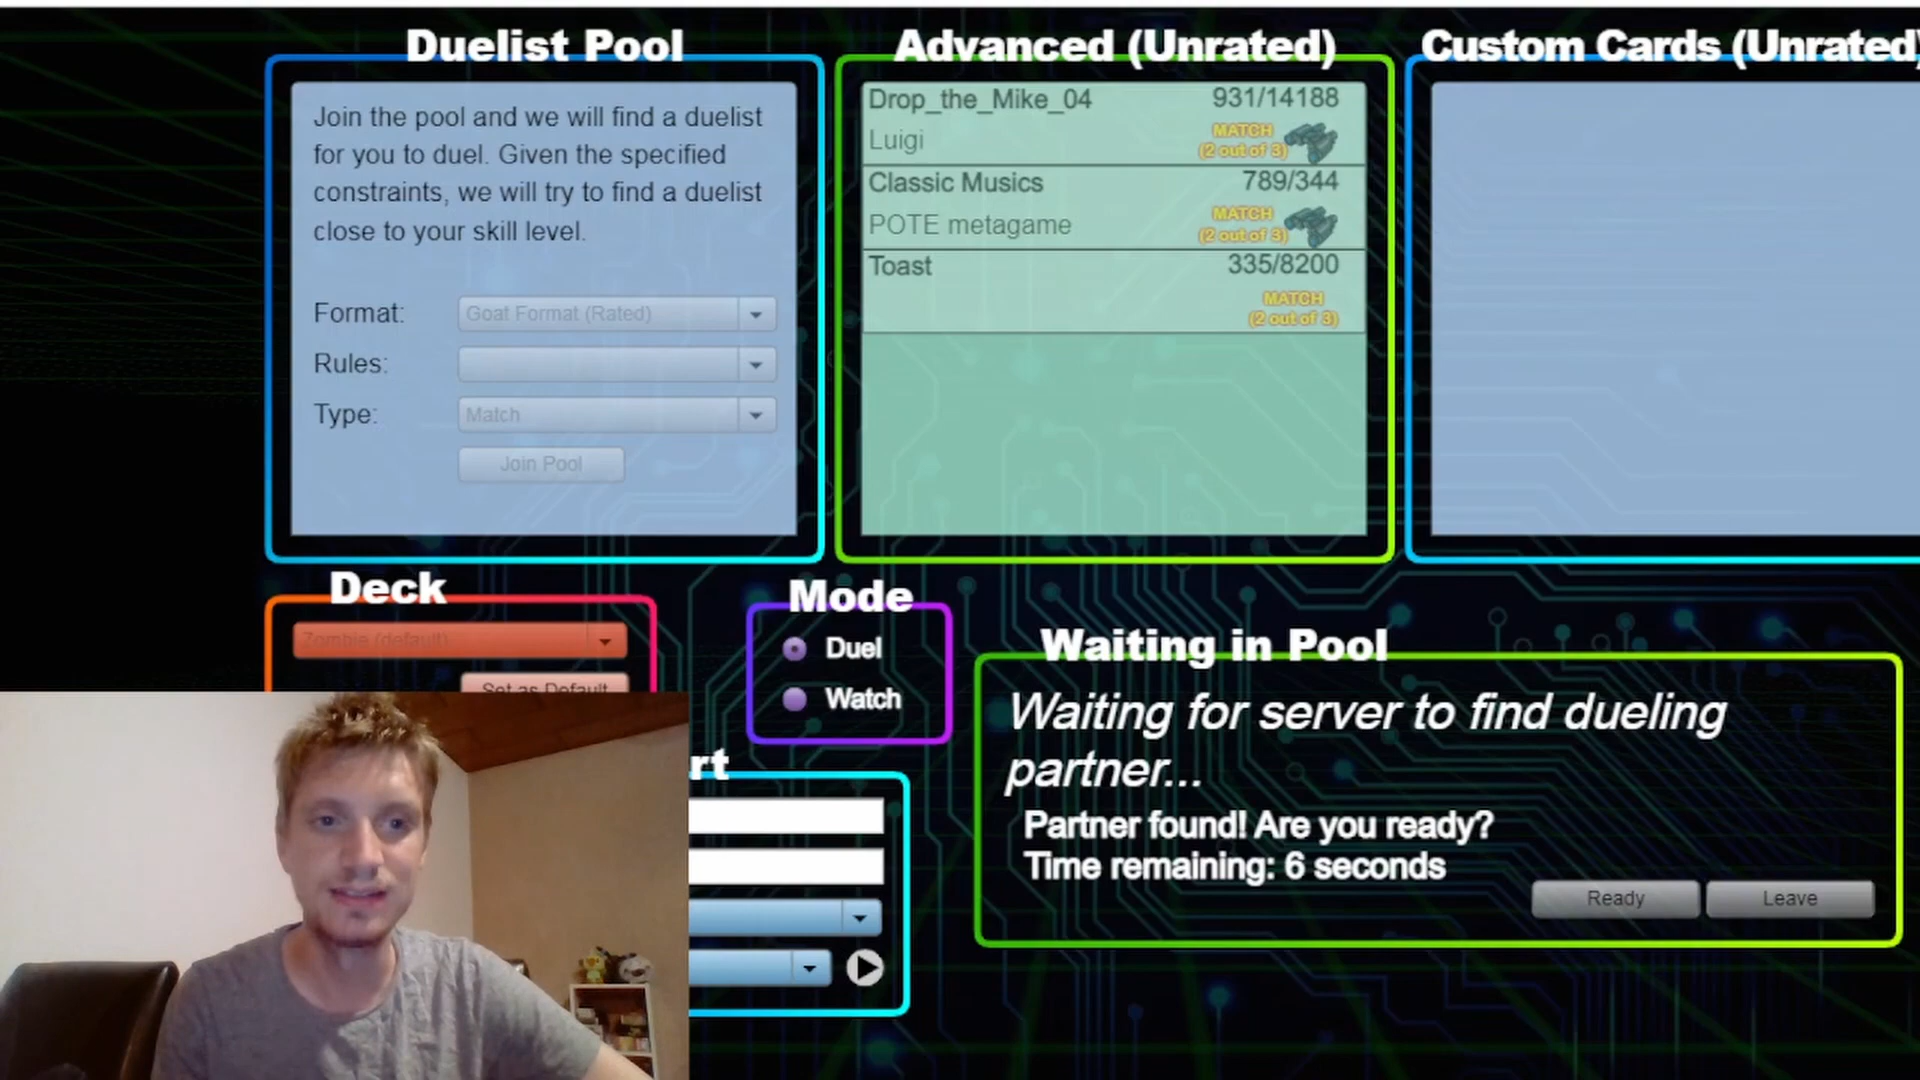 Duelist Pool
Join the pool and we will find a duelist
for you to duel. Given the specified
constraints, we will try to find a duelist
close to your skill level.
Format: Goat Format (Rated)
Rules:
Type: Match
Join Pool
Advanced (Unrated)
Drop_the_Mike_04 931/14188
Luigi MATCH
(2 out of 3)
Classic Musics 789/344
POTE metagame MATCH
(2 out of 3)
Toast 335/8200
MATCH
(2 out of 3)
Custom Cards (Unrated)
Deck
Zombie (default)
Set as Default
Mode
Duel
Watch
rt
Waiting in Pool
Waiting for server to find dueling
partner...
Partner found! Are you ready?
Time remaining: 6 seconds
Ready Leave